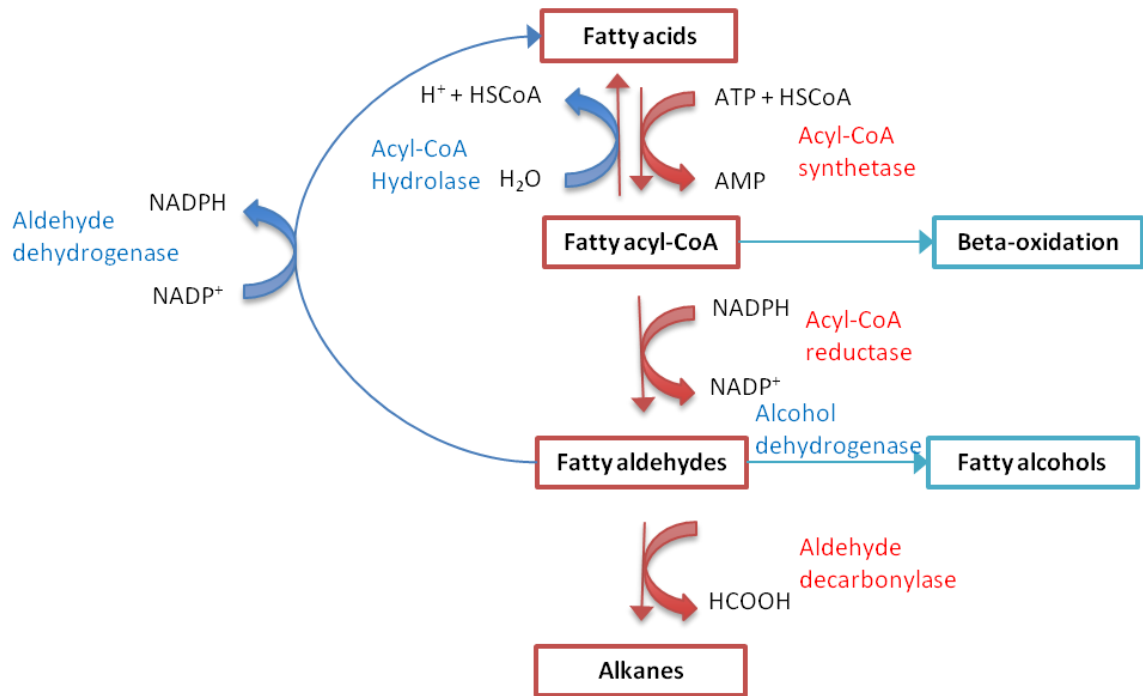 Fatty acids
H⁺ + HSCoA
ATP + HSCoA
Acyl-CoA
Hydrolase
Acyl-CoA
synthetase
H₂O
AMP
NADPH
Aldehyde
dehydrogenase
NADP⁺
Fatty acyl-CoA
Beta-oxidation
NADPH
Acyl-CoA
reductase
NADP⁺
Alcohol
dehydrogenase
Fatty aldehydes
Fatty alcohols
Aldehyde
decarbonylase
HCOOH
Alkanes